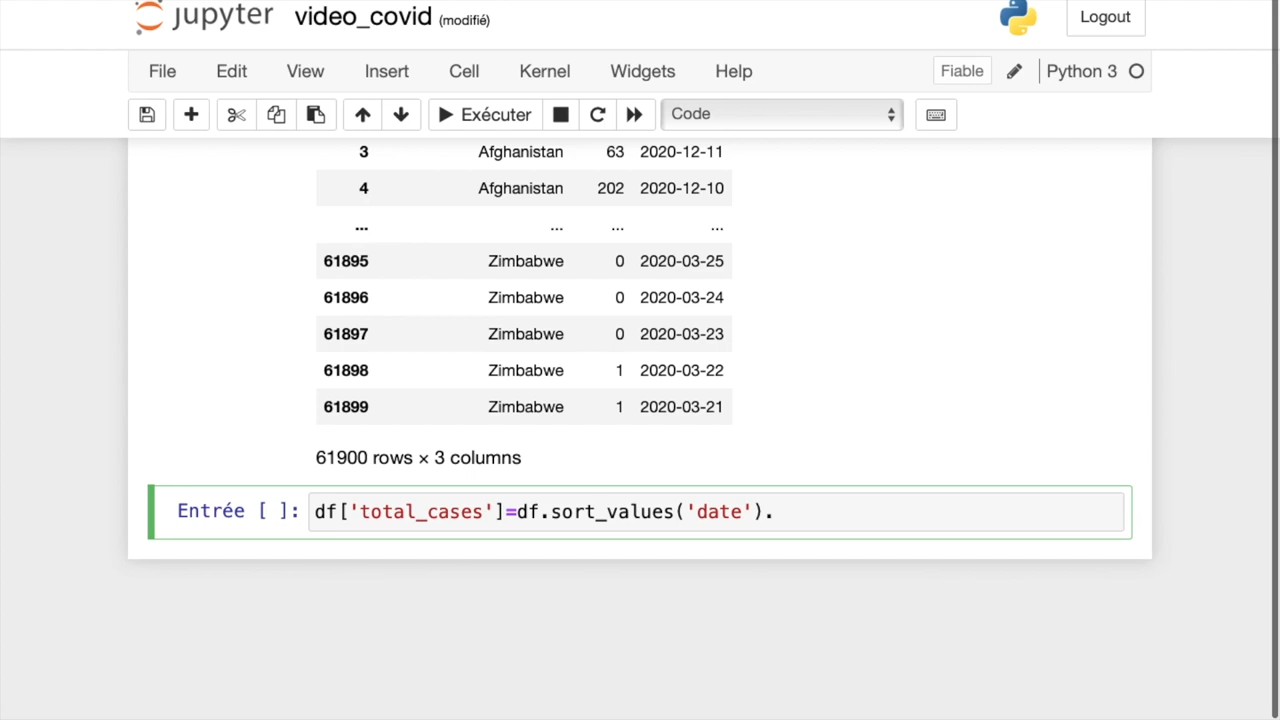 jupyter video_covid (modifié) Logout
File Edit View Insert Cell Kernel Widgets Help Fiable Python 3
Exécuter Code
3 Afghanistan 63 2020-12-11
4 Afghanistan 202 2020-12-10
... ... ... ...
61895 Zimbabwe 0 2020-03-25
61896 Zimbabwe 0 2020-03-24
61897 Zimbabwe 0 2020-03-23
61898 Zimbabwe 1 2020-03-22
61899 Zimbabwe 1 2020-03-21
61900 rows × 3 columns
Entrée [ ]: df['total_cases']=df.sort_values('date').